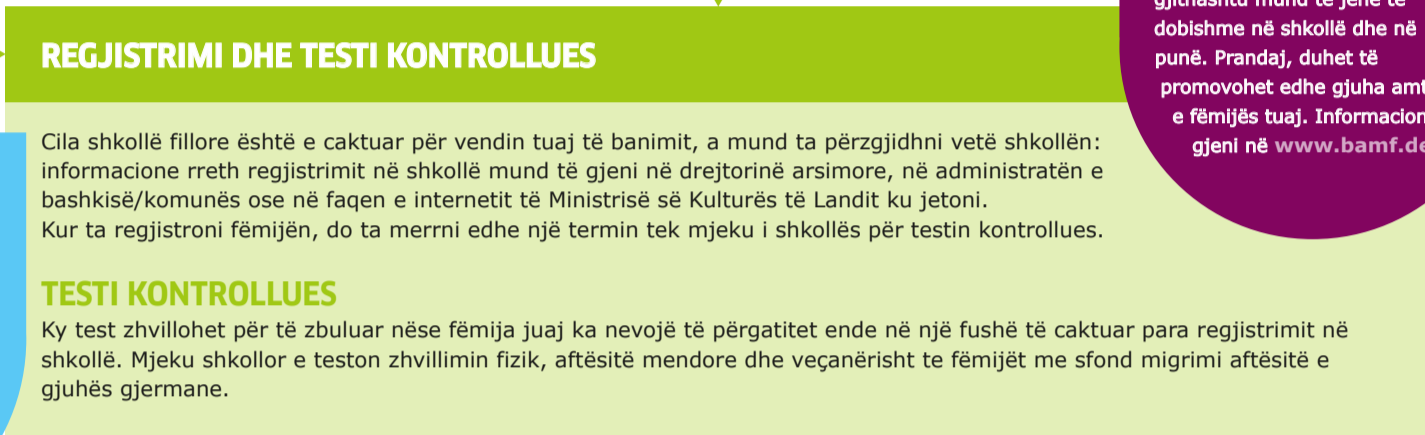 REGJISTRIMI DHE TESTI KONTROLLUES
Cila shkollë fillore është e caktuar për vendin tuaj të banimit, a mund ta përzgjidhni vetë shkollën:
informacione rreth regjistrimit në shkollë mund të gjeni në drejtorinë arsimore, në administratën e
bashkisë/komunës ose në faqen e internetit të Ministrisë së Kulturës të Landit ku jetoni.
Kur ta regjistroni fëmijën, do ta merrni edhe një termin tek mjeku i shkollës për testin kontrollues.
TESTI KONTROLLUES
Ky test zhvillohet për të zbuluar nëse fëmija juaj ka nevojë të përgatitet ende në një fushë të caktuar para regjistrimit në
shkollë. Mjeku shkollor e teston zhvillimin fizik, aftësitë mendore dhe veçanërisht te fëmijët me sfond migrimi aftësitë e
gjuhës gjermane.
gjithashtu mund të jenë të
dobishme në shkollë dhe në
punë. Prandaj, duhet të
promovohet edhe gjuha
e fëmijës tuaj.
gjeni në www.bamf.de